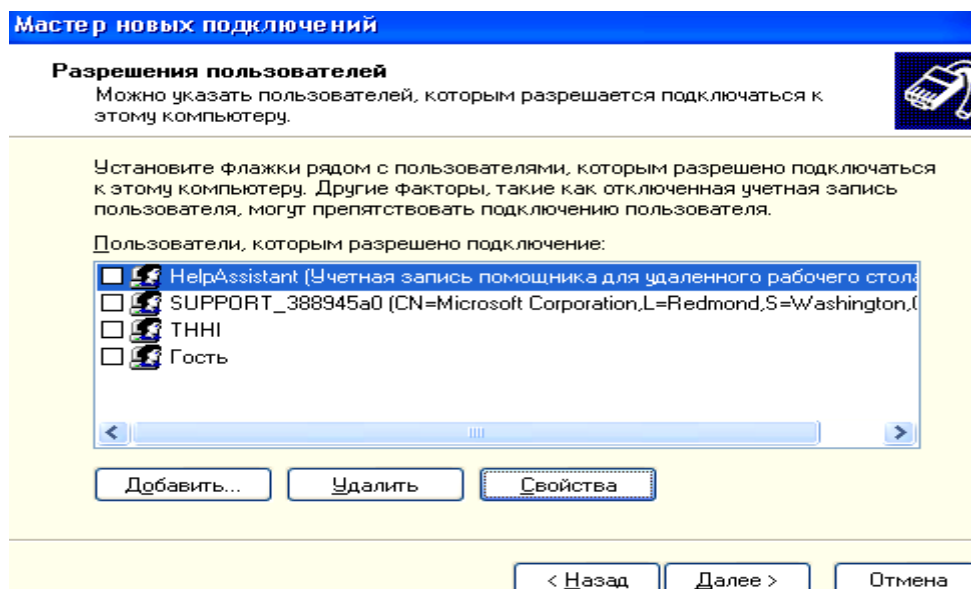 Мастер новых подключений
Разрешения пользователей
Можно указать пользователей, которым разрешается подключаться к
этому компьютеру.
Установите флажки рядом с пользователями, которым разрешено подключаться
к этому компьютеру. Другие факторы, такие как отключенная учетная запись
пользователя, могут препятствовать подключению пользователя.
Пользователи, которым разрешено подключение:
HelpAssistant (Учетная запись помощника для удаленного рабочего стола
SUPPORT_388945a0 (CN=Microsoft Corporation,L=Redmond,S=Washington,(
ТННІ
Гость
Добавить... Удалить Свойства
< Назад Далее > Отмена